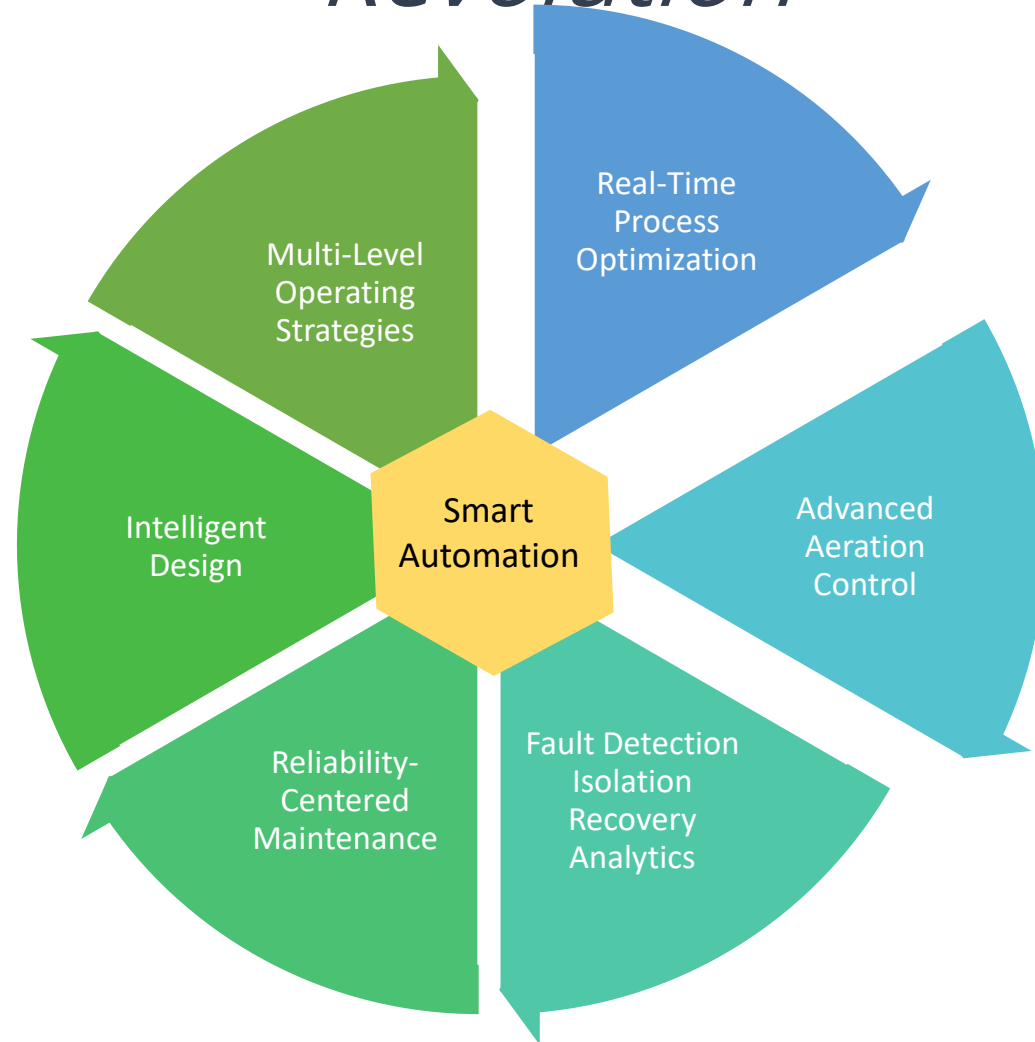 Revolution
Real-Time
Process
Optimization
Advanced
Aeration
Control
Fault Detection
Isolation
Recovery
Analytics
Reliability-
Centered
Maintenance
Intelligent
Design
Multi-Level
Operating
Strategies
Smart
Automation